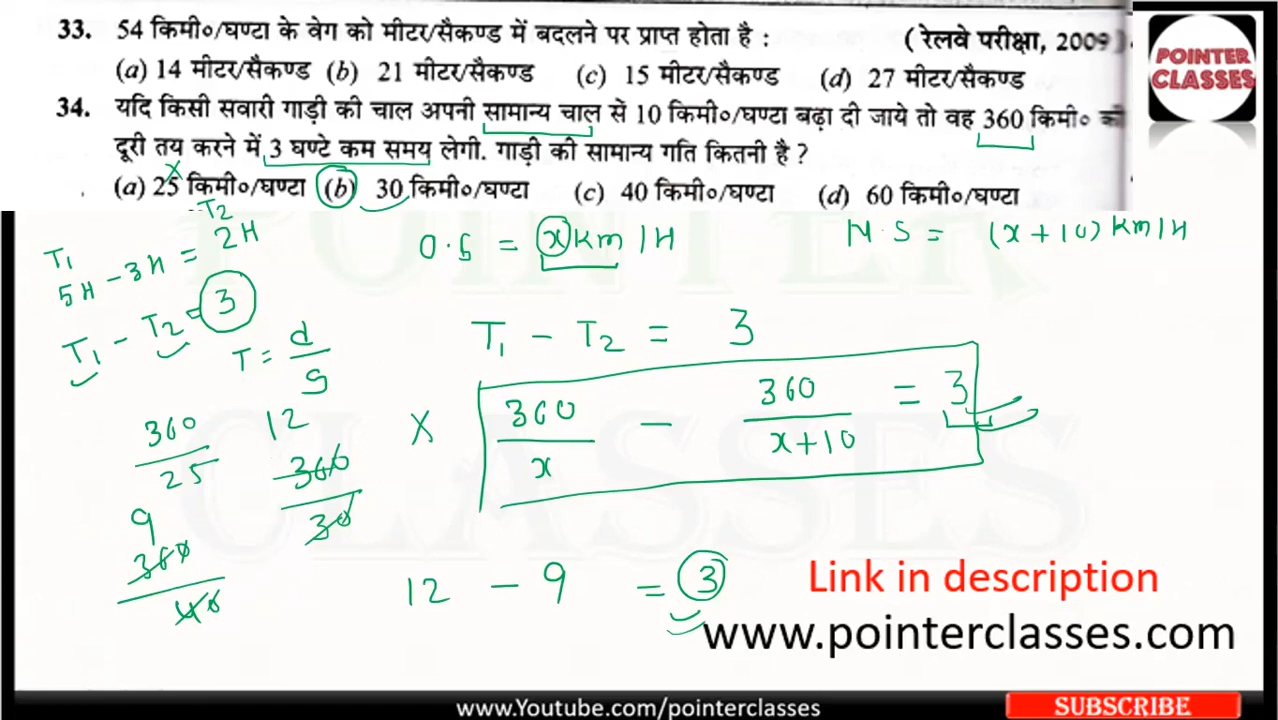 33. 54 किमी०/घण्टा के वेग को मीटर/सैकण्ड में बदलने पर प्राप्त होता है : ( रेलवे परीक्षा, 2009 )
(a) 14 मीटर/सैकण्ड (b) 21 मीटर/सैकण्ड (c) 15 मीटर/सैकण्ड (d) 27 मीटर/सैकण्ड
34. यदि किसी सवारी गाड़ी की चाल अपनी सामान्य चाल से 10 किमी०/घण्टा बढ़ा दी जाये तो वह 360 किमी० की
दूरी तय करने में 3 घण्टे कम समय लेगी. गाड़ी की सामान्य गति कितनी है ?
(a) 25 किमी०/घण्टा (b) 30 किमी०/घण्टा (c) 40 किमी०/घण्टा (d) 60 किमी०/घण्टा
POINTER
CLASSES
T1 T2
5H - 3H = 2H
O.S = x km/H
N.S = (x+10) km/H
T1 - T2 = 3
T = d/s
T1 - T2 = 3
360/25
12
360/30
x
360/x - 360/x+10 = 3
9
360/40
12 - 9 = 3
POINTER
CLASSES
Link in description
www.pointerclasses.com
www.Youtube.com/pointerclasses
SUBSCRIBE